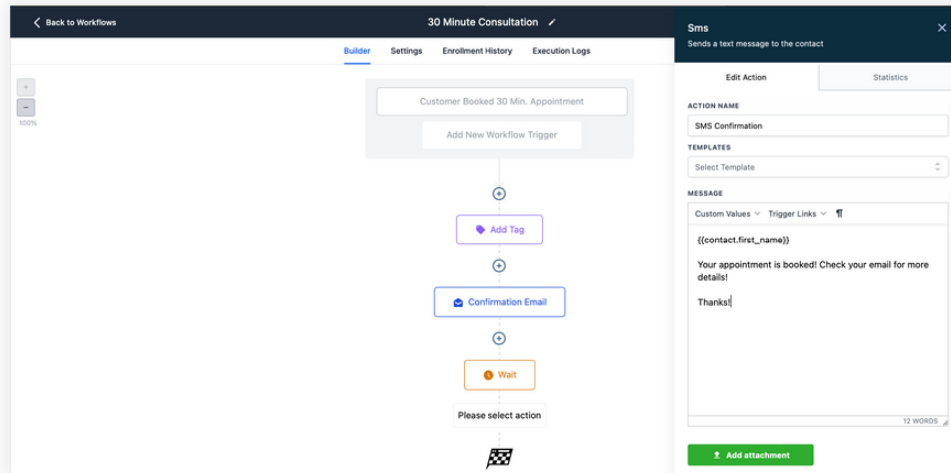 Back to Workflows
30 Minute Consultation
Builder
Settings
Enrollment History
Execution Logs
+
-
100%
Customer Booked 30 Min. Appointment
Add New Workflow Trigger
Add Tag
Confirmation Email
Wait
Please select action
Sms
Sends a text message to the contact
Edit Action
Statistics
ACTION NAME
SMS Confirmation
TEMPLATES
Select Template
MESSAGE
Custom Values
Trigger Links
¶
{{contact.first_name}}
Your appointment is booked! Check your email for more
details!
Thanks!
12 WORDS
Add attachment